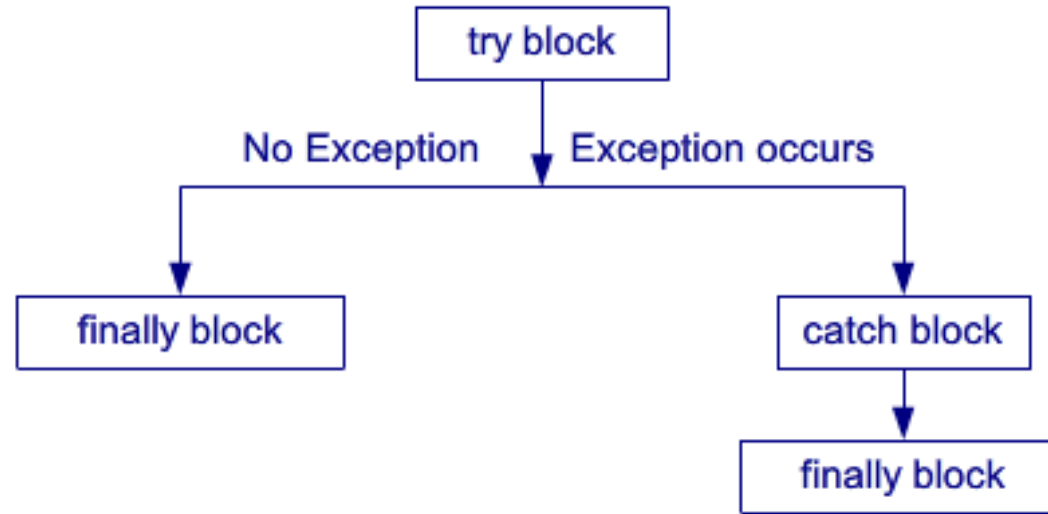 try block
No Exception
Exception occurs
finally block
catch block
finally block